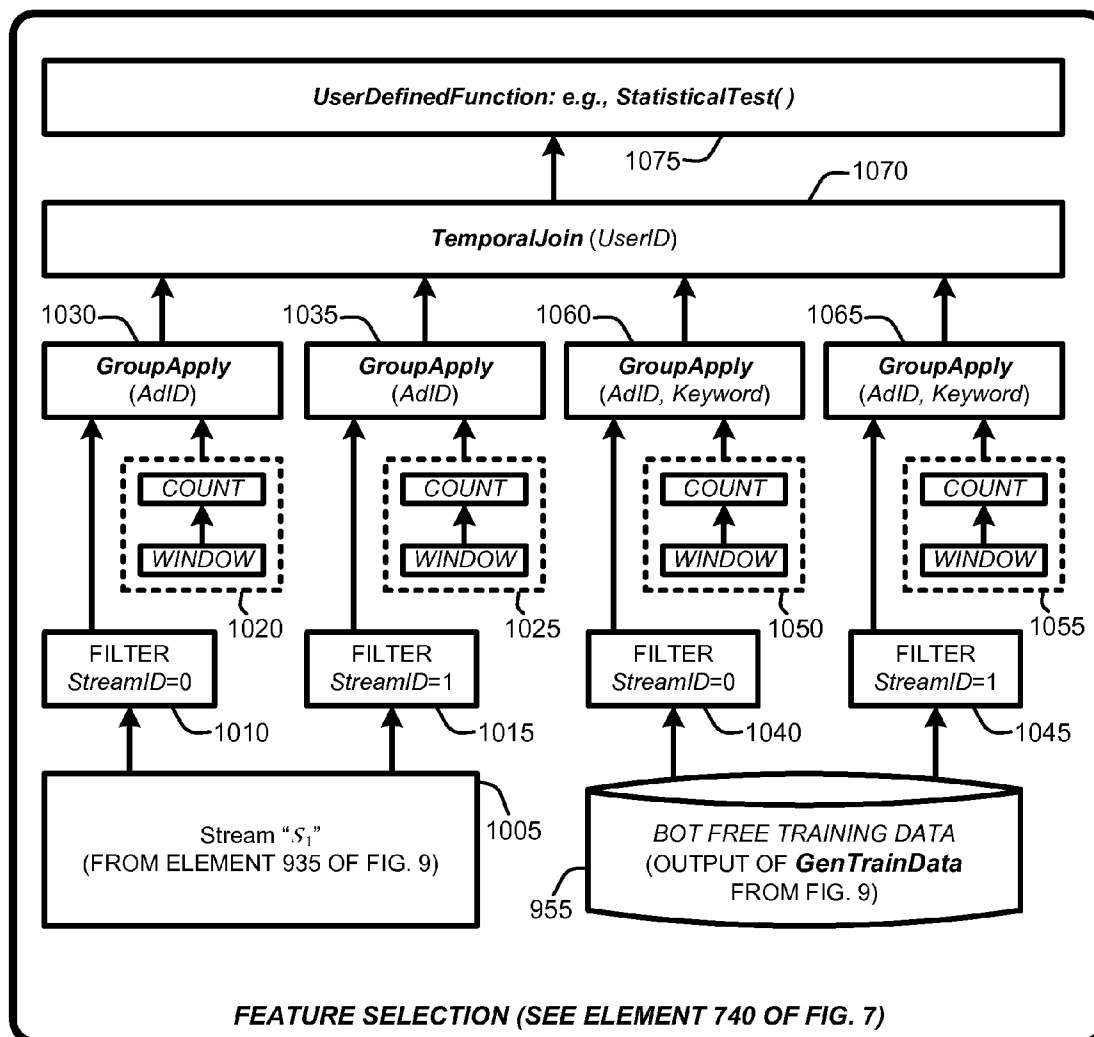 UserDefinedFunction: e.g., StatisticalTest( )
1075
1070
TemporalJoin (UserID)
1030
1035
1060
1065
GroupApply
(AdID)
GroupApply
(AdID)
GroupApply
(AdID, Keyword)
GroupApply
(AdID, Keyword)
COUNT
COUNT
COUNT
COUNT
WINDOW
WINDOW
WINDOW
WINDOW
1020
1025
1050
1055
FILTER
StreamID=0
FILTER
StreamID=1
FILTER
StreamID=0
FILTER
StreamID=1
1010
1015
1040
1045
Stream “S1”
(FROM ELEMENT 935 OF FIG. 9)
1005
BOT FREE TRAINING DATA
(OUTPUT OF GenTrainData
FROM FIG. 9)
955
FEATURE SELECTION (SEE ELEMENT 740 OF FIG. 7)